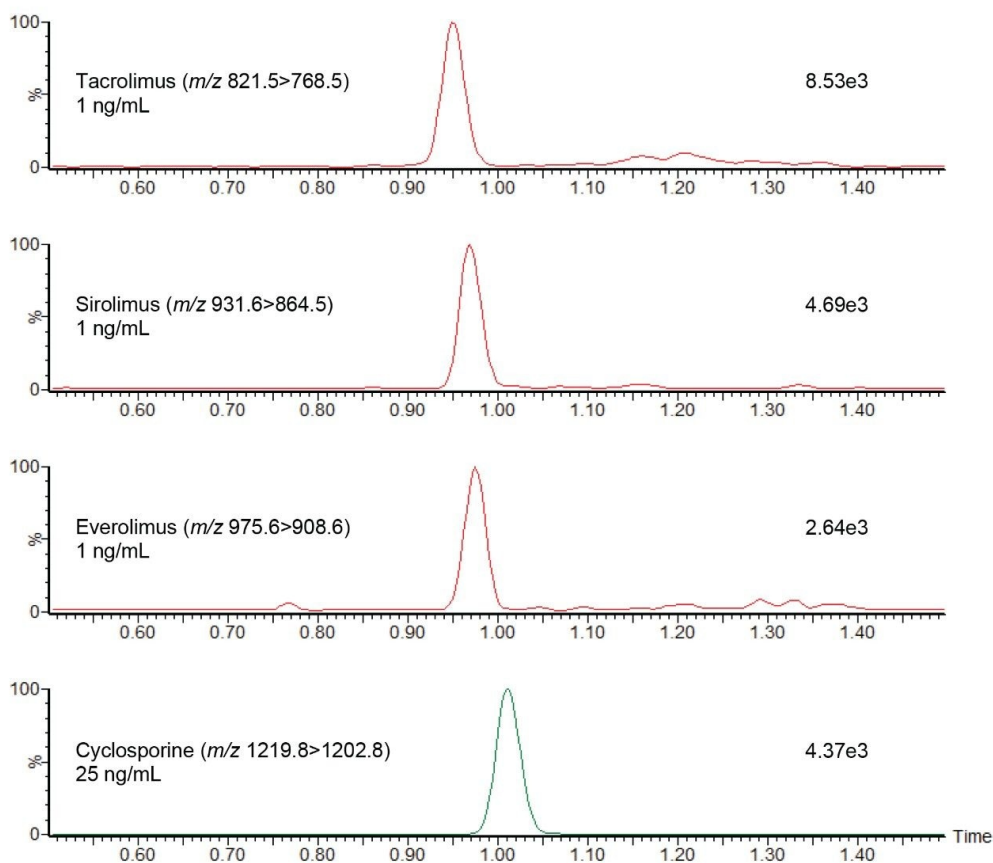 100
Tacrolimus (m/z 821.5>768.5)
8.53e3
%
1 ng/mL
0
0.60 0.70 0.80 0.90 1.00 1.10 1.20 1.30 1.40
100
Sirolimus (m/z 931.6>864.5)
4.69e3
%
1 ng/mL
0
0.60 0.70 0.80 0.90 1.00 1.10 1.20 1.30 1.40
100
Everolimus (m/z 975.6>908.6)
2.64e3
%
1 ng/mL
0
0.60 0.70 0.80 0.90 1.00 1.10 1.20 1.30 1.40
100
Cyclosporine (m/z 1219.8>1202.8)
4.37e3
%
25 ng/mL
0
Time
0.60 0.70 0.80 0.90 1.00 1.10 1.20 1.30 1.40